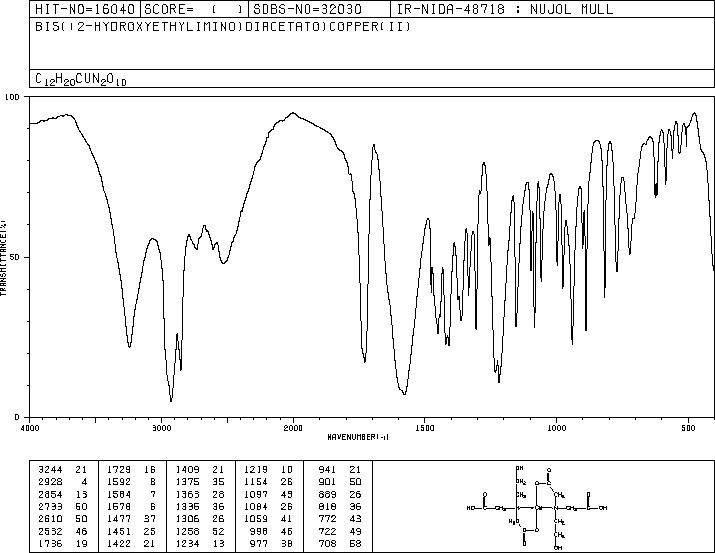 HIT-NO=16040 SCORE= ( ) SDBS-NO=32030 IR-NIDA-48718 : NUJOL MULL
BIS((2-HYDROXYETHYLIMINO)DIACETATO)COPPER(II)
C12H20CUN2O10
100
50
0
TRANSMITTANCE(%)
4000 3000 2000 1500 1000 500
WAVENUMBER(-1)
3244 21 1729 16 1409 21 1219 10 941 21
2928 4 1592 8 1375 35 1154 26 901 50
2854 13 1584 7 1363 28 1097 43 889 26
2733 60 1578 6 1336 36 1084 26 818 36
2610 50 1477 37 1306 26 1059 41 772 43
2532 46 1451 25 1258 52 998 46 722 49
1736 19 1422 21 1234 13 977 38 708 58